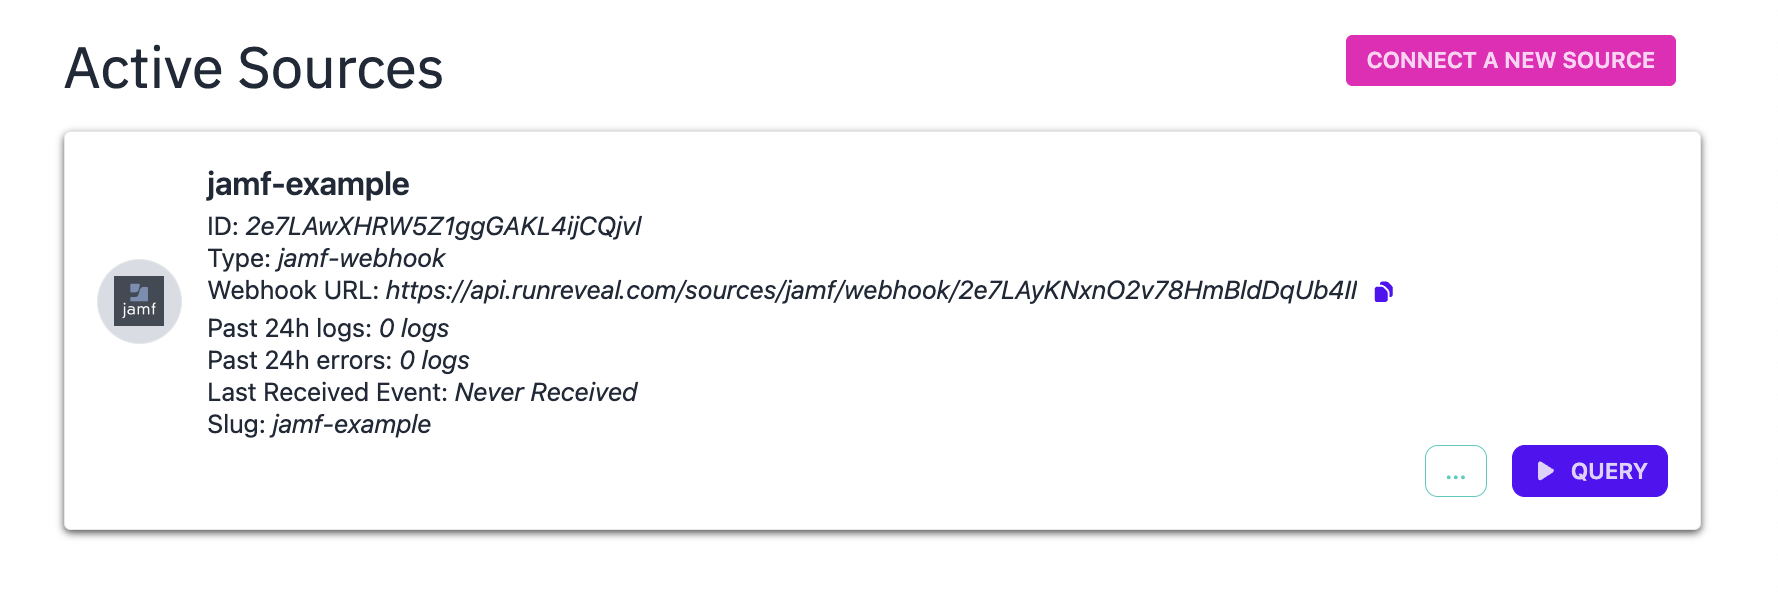 Active Sources
CONNECT A NEW SOURCE
jamf-example
ID: 2e7LAwXHRW5Z1ggGAKL4ijCQjvl
Type: jamf-webhook
Webhook URL: https://api.runreveal.com/sources/jamf/webhook/2e7LAyKNxnO2v78HmBldDqUb4II
jamf
Past 24h logs: 0 logs
Past 24h errors: 0 logs
Last Received Event: Never Received
Slug: jamf-example
...
QUERY